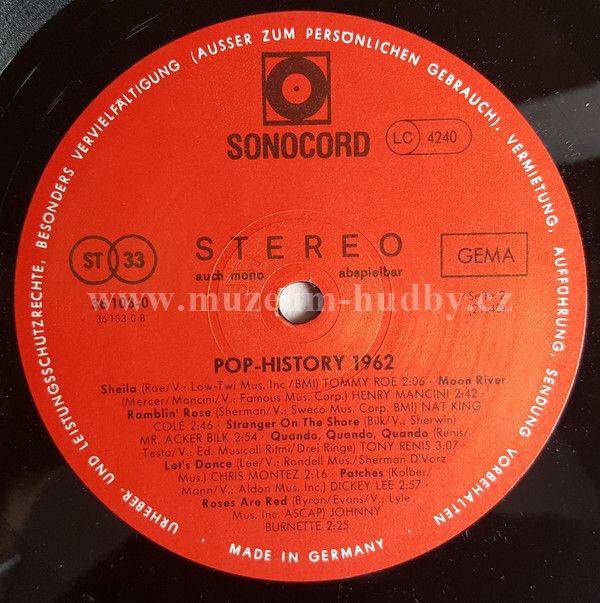 URHEBER- UND LEISTUNGSSCHUTZRECHTE, BESONDERS VERVIELFÄLTIGUNG (AUSSER ZUM PERSÖNLICHEN GEBRAUCH), VERMIETUNG, AUFFÜHRUNG, SENDUNG VORBEHALTEN
SONOCORD
LC 4240
ST 33
STEREO
auch mono abspielbar
GEMA
36 103-0
36 103-0 B
Seite 2
www.muzeum-hudby.cz
POP-HISTORY 1962
Sheila (Roe/V.: Low-Twi Mus. Inc./BMI) TOMMY ROE 2:06 · Moon River
(Mercer/Mancini/V.: Famous Mus. Corp.) HENRY MANCINI 2:42 ·
Ramblin' Rose (Sherman/V.: Sweco Mus. Corp. BMI) NAT KING
COLE 2:46 · Stranger On The Shore (Bilk/V.: Sherwin)
MR. ACKER BILK 2:54 · Quando, Quando, Quando (Renis/
Testa/V.: Ed. Musicali Ritmi/Drei Ringe) TONY RENIS 3:07 ·
Let's Dance (Lee/V.: Rondell Mus/Sherman D'Vorz
Mus.) CHRIS MONTEZ 2:16 · Patches (Kolber/
Mann/V.: Aldon Mus. Inc.) DICKEY LEE 2:57 ·
Roses Are Red (Byron/Evans/V.: Lyle
Mus. Inc. ASCAP) JOHNNY
BURNETTE 2:25
· MADE IN GERMANY ·